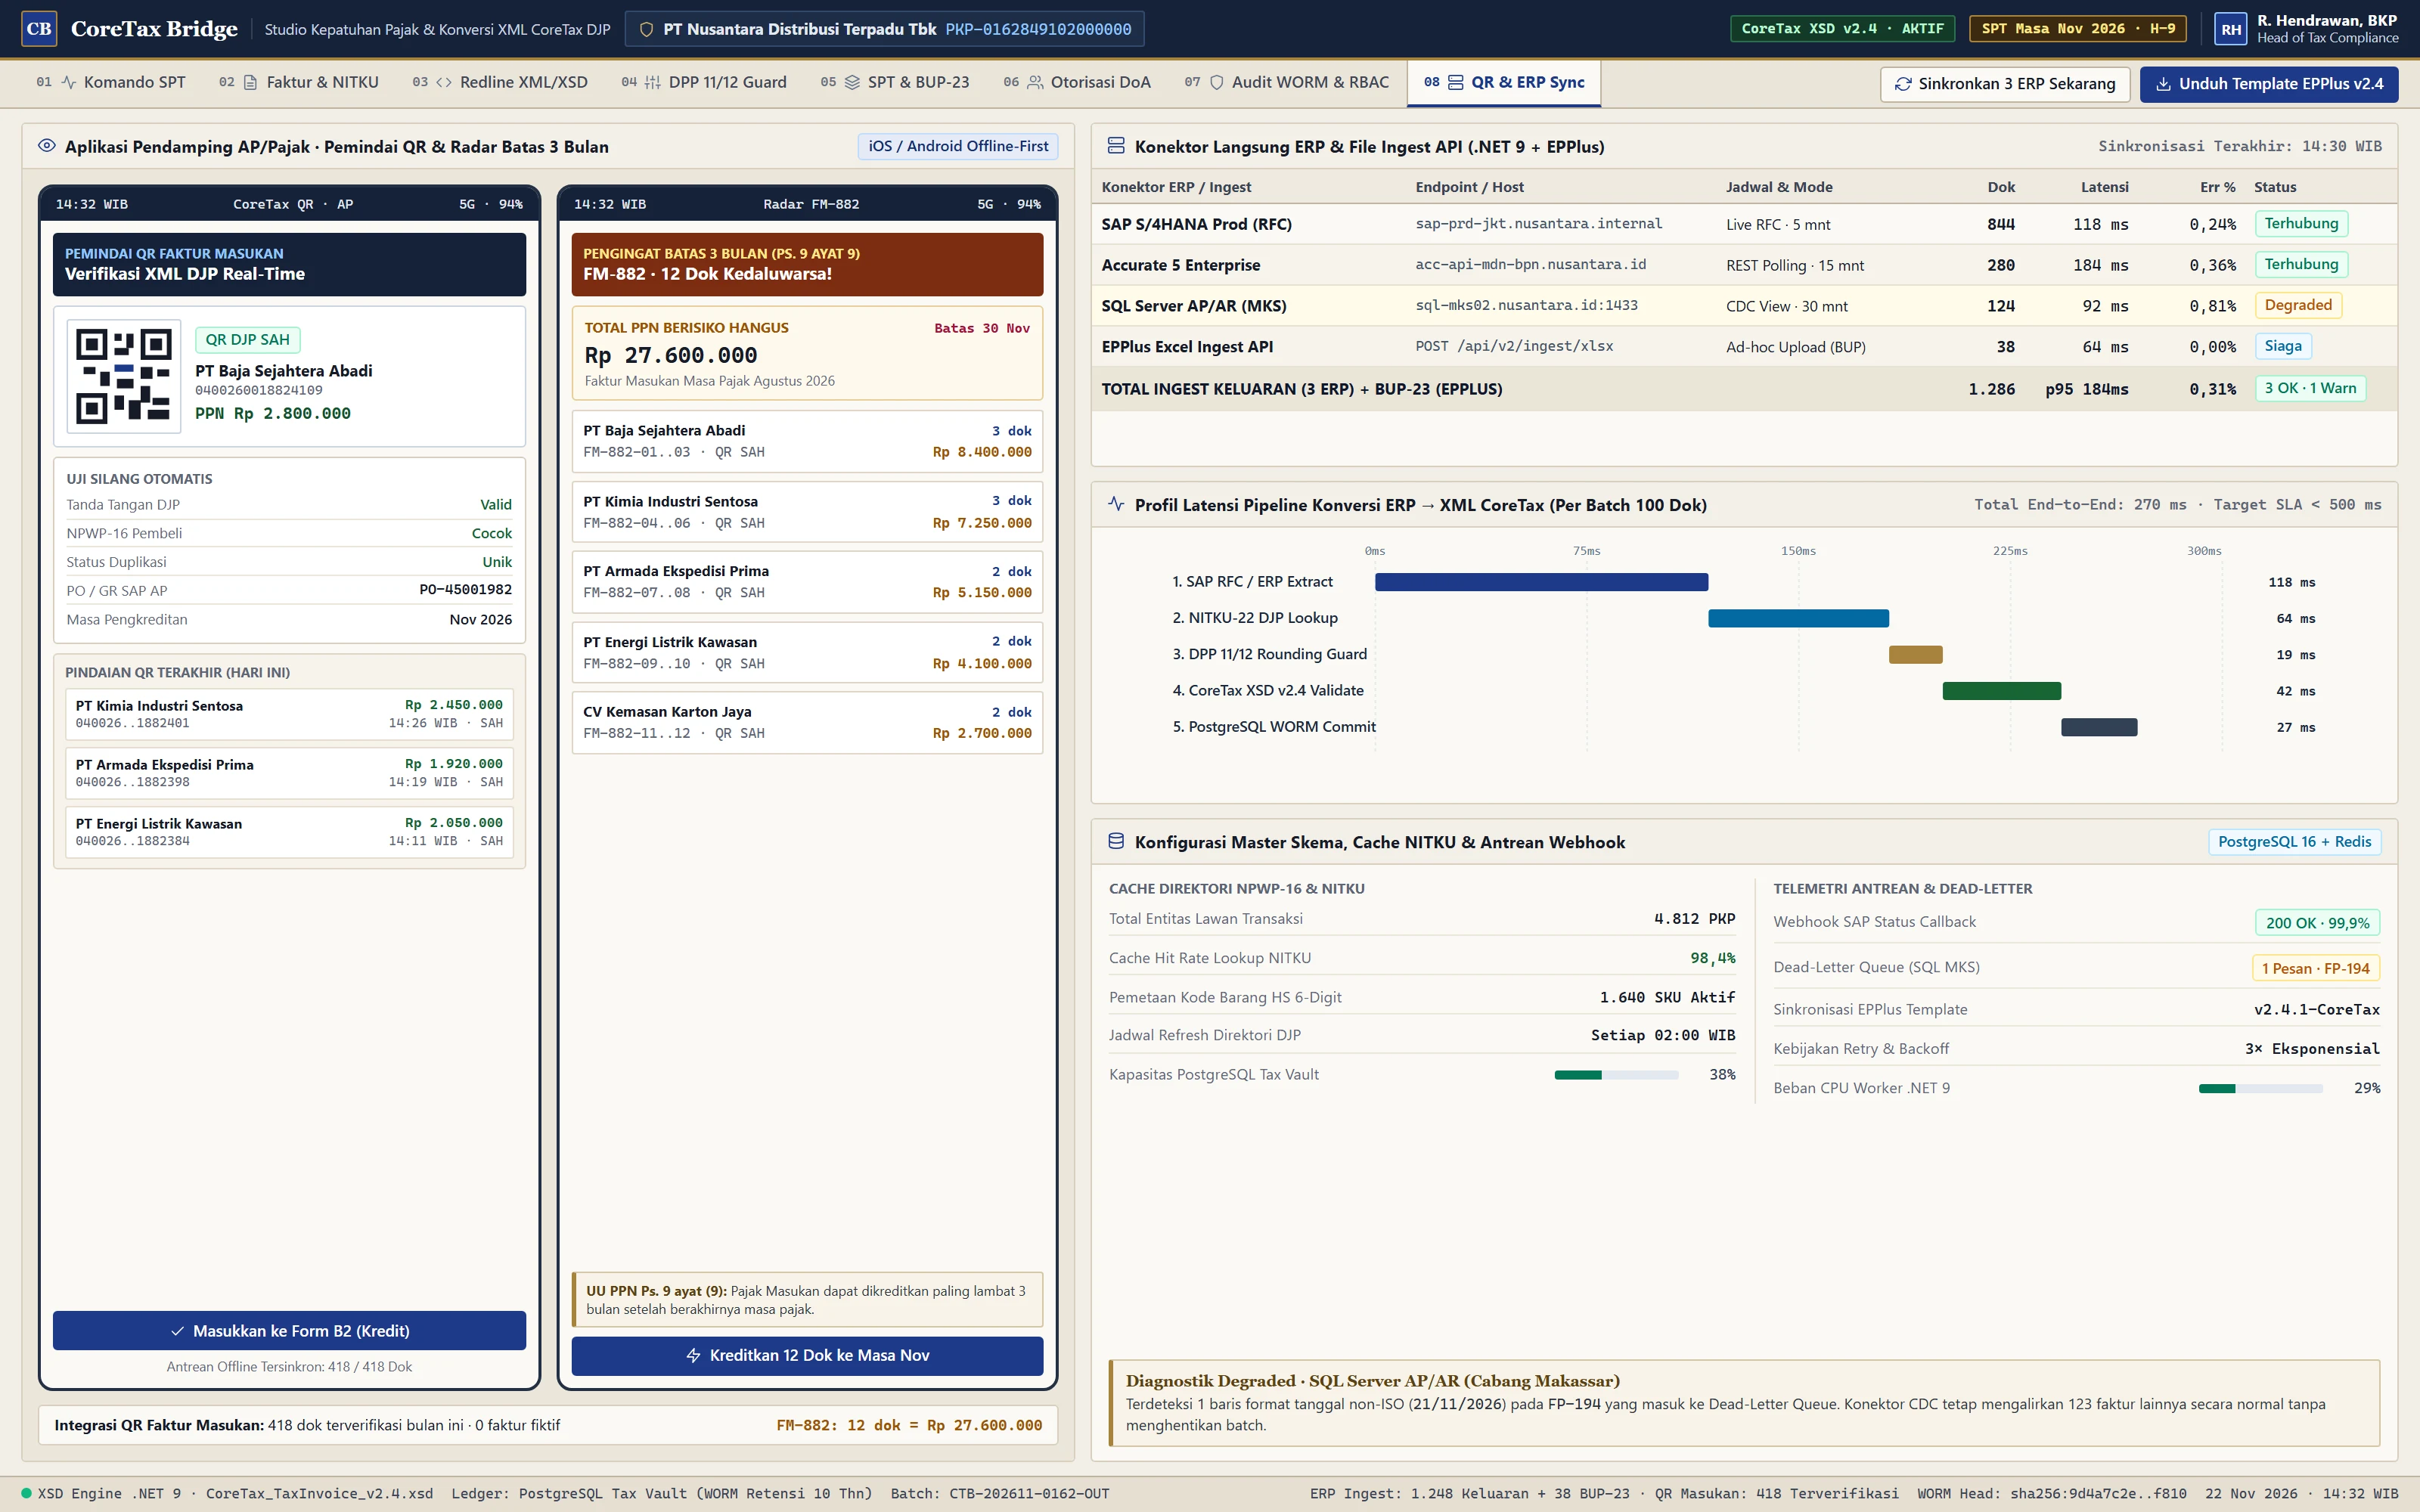 CB CoreTax Bridge Studio Kepatuhan Pajak & Konversi XML CoreTax DJP PT Nusantara Distribusi Terpadu Tbk PKP-0162849102000000 CoreTax XSD v2.4 · AKTIF SPT Masa Nov 2026 · H-9 RH R. Hendrawan, BKP
Head of Tax Compliance
01 Komando SPT 02 Faktur & NITKU 03 Redline XML/XSD 04 DPP 11/12 Guard 05 SPT & BUP-23 06 Otorisasi DoA 07 Audit WORM & RBAC 08 QR & ERP Sync Sinkronkan 3 ERP Sekarang Unduh Template EPPlus v2.4
Aplikasi Pendamping AP/Pajak · Pemindai QR & Radar Batas 3 Bulan iOS / Android Offline-First
14:32 WIB CoreTax QR · AP 5G · 94%
PEMINDAI QR FAKTUR MASUKAN
Verifikasi XML DJP Real-Time
QR DJP SAH
PT Baja Sejahtera Abadi
0400260018824109
PPN Rp 2.800.000
UJI SILANG OTOMATIS
Tanda Tangan DJP Valid
NPWP-16 Pembeli Cocok
Status Duplikasi Unik
PO / GR SAP AP PO-45001982
Masa Pengkreditan Nov 2026
PINDAIAN QR TERAKHIR (HARI INI)
PT Kimia Industri Sentosa Rp 2.450.000
040026..1882401 14:26 WIB · SAH
PT Armada Ekspedisi Prima Rp 1.920.000
040026..1882398 14:19 WIB · SAH
PT Energi Listrik Kawasan Rp 2.050.000
040026..1882384 14:11 WIB · SAH
Masukkan ke Form B2 (Kredit)
Antrean Offline Tersinkron: 418 / 418 Dok
14:32 WIB Radar FM-882 5G · 94%
PENGINGAT BATAS 3 BULAN (PS. 9 AYAT 9)
FM-882 · 12 Dok Kedaluwarsa!
TOTAL PPN BERISIKO HANGUS Batas 30 Nov
Rp 27.600.000
Faktur Masukan Masa Pajak Agustus 2026
PT Baja Sejahtera Abadi 3 dok
FM-882-01..03 · QR SAH Rp 8.400.000
PT Kimia Industri Sentosa 3 dok
FM-882-04..06 · QR SAH Rp 7.250.000
PT Armada Ekspedisi Prima 2 dok
FM-882-07..08 · QR SAH Rp 5.150.000
PT Energi Listrik Kawasan 2 dok
FM-882-09..10 · QR SAH Rp 4.100.000
CV Kemasan Karton Jaya 2 dok
FM-882-11..12 · QR SAH Rp 2.700.000
UU PPN Ps. 9 ayat (9): Pajak Masukan dapat dikreditkan paling lambat 3
bulan setelah berakhirnya masa pajak.
Kreditkan 12 Dok ke Masa Nov
Integrasi QR Faktur Masukan: 418 dok terverifikasi bulan ini · 0 faktur fiktif FM-882: 12 dok = Rp 27.600.000
Konektor Langsung ERP & File Ingest API (.NET 9 + EPPlus) Sinkronisasi Terakhir: 14:30 WIB
Konektor ERP / Ingest Endpoint / Host Jadwal & Mode Dok Latensi Err % Status
SAP S/4HANA Prod (RFC) sap-prd-jkt.nusantara.internal Live RFC · 5 mnt 844 118 ms 0,24% Terhubung
Accurate 5 Enterprise acc-api-mdn-bpn.nusantara.id REST Polling · 15 mnt 280 184 ms 0,36% Terhubung
SQL Server AP/AR (MKS) sql-mks02.nusantara.id:1433 CDC View · 30 mnt 124 92 ms 0,81% Degraded
EPPlus Excel Ingest API POST /api/v2/ingest/xlsx Ad-hoc Upload (BUP) 38 64 ms 0,00% Siaga
TOTAL INGEST KELUARAN (3 ERP) + BUP-23 (EPPLUS) 1.286 p95 184ms 0,31% 3 OK · 1 Warn
Profil Latensi Pipeline Konversi ERP → XML CoreTax (Per Batch 100 Dok) Total End-to-End: 270 ms · Target SLA < 500 ms
0ms 75ms 150ms 225ms 300ms
1. SAP RFC / ERP Extract 118 ms
2. NITKU-22 DJP Lookup 64 ms
3. DPP 11/12 Rounding Guard 19 ms
4. CoreTax XSD v2.4 Validate 42 ms
5. PostgreSQL WORM Commit 27 ms
Konfigurasi Master Skema, Cache NITKU & Antrean Webhook PostgreSQL 16 + Redis
CACHE DIREKTORI NPWP-16 & NITKU
Total Entitas Lawan Transaksi 4.812 PKP
Cache Hit Rate Lookup NITKU 98,4%
Pemetaan Kode Barang HS 6-Digit 1.640 SKU Aktif
Jadwal Refresh Direktori DJP Setiap 02:00 WIB
Kapasitas PostgreSQL Tax Vault 38%
TELEMETRI ANTREAN & DEAD-LETTER
Webhook SAP Status Callback 200 OK · 99,9%
Dead-Letter Queue (SQL MKS) 1 Pesan · FP-194
Sinkronisasi EPPlus Template v2.4.1-CoreTax
Kebijakan Retry & Backoff 3× Eksponensial
Beban CPU Worker .NET 9 29%
Diagnostik Degraded · SQL Server AP/AR (Cabang Makassar)
Terdeteksi 1 baris format tanggal non-ISO (21/11/2026) pada FP-194 yang masuk ke Dead-Letter Queue. Konektor CDC tetap mengalirkan 123 faktur lainnya secara normal tanpa
menghentikan batch.
XSD Engine .NET 9 · CoreTax_TaxInvoice_v2.4.xsd Ledger: PostgreSQL Tax Vault (WORM Retensi 10 Thn) Batch: CTB-202611-0162-OUT ERP Ingest: 1.248 Keluaran + 38 BUP-23 · QR Masukan: 418 Terverifikasi WORM Head: sha256:9d4a7c2e..f810 22 Nov 2026 · 14:32 WIB